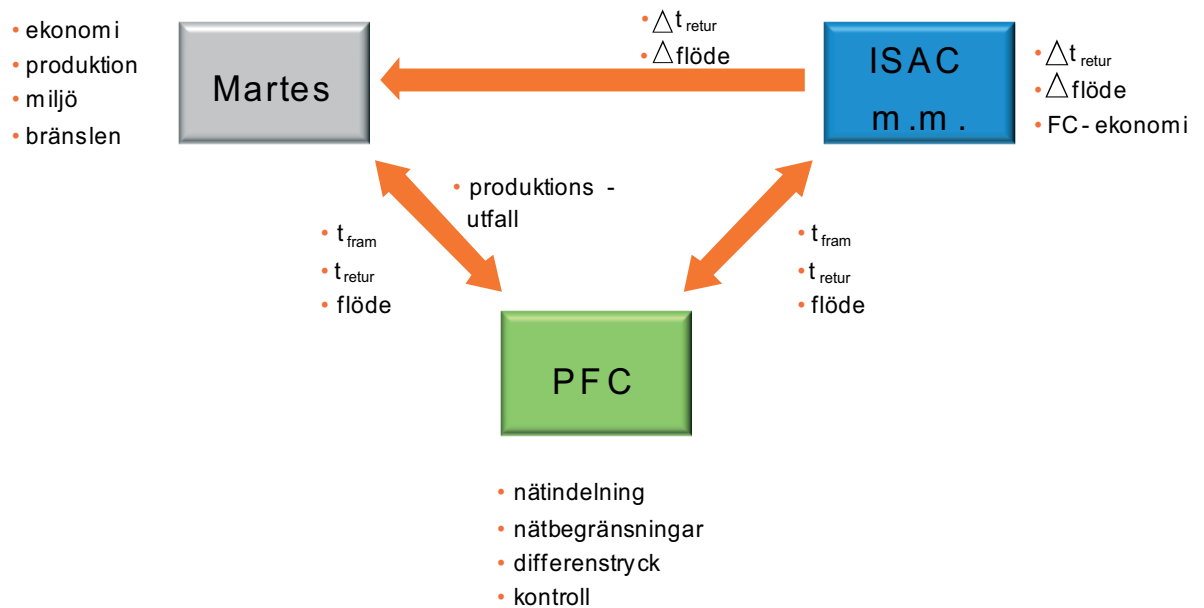 • ekonomi
• produktion
• miljö
• bränslen
Martes
• △t retur
• △flöde
ISAC
m.m.
• △t retur
• △flöde
• FC-ekonomi
• produktions -
utfall
• t fram
• t retur
• flöde
• t fram
• t retur
• flöde
PFC
• nätindelning
• nätbegränsningar
• differenstryck
• kontroll